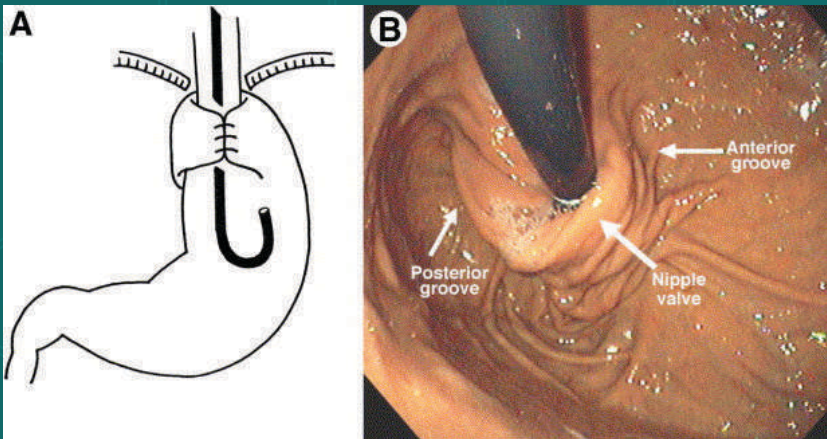 A
B
Anterior
groove
Posterior
groove
Nipple
valve